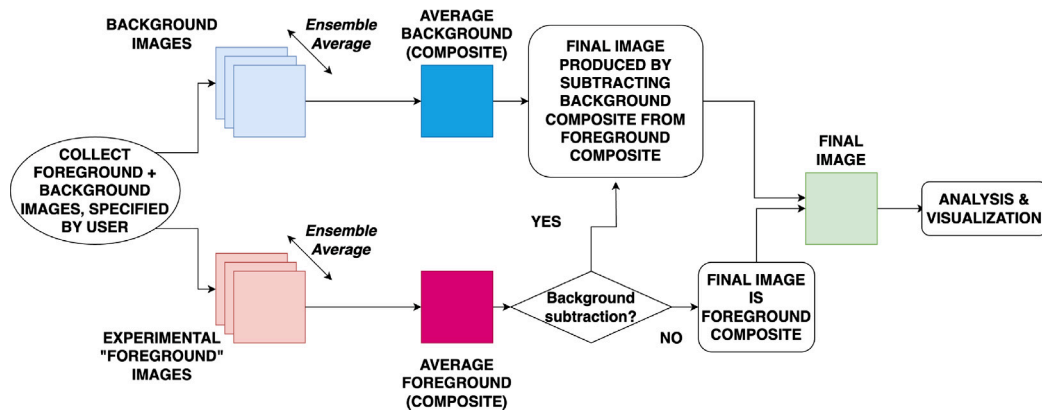 BACKGROUND
IMAGES
Ensemble
Average
AVERAGE
BACKGROUND
(COMPOSITE)
FINAL IMAGE
PRODUCED BY
SUBTRACTING
BACKGROUND
COMPOSITE FROM
FOREGROUND
COMPOSITE
FINAL
IMAGE
COLLECT
FOREGROUND +
BACKGROUND
IMAGES, SPECIFIED
BY USER
ANALYSIS &
VISUALIZATION
YES
Ensemble
Average
Background
subtraction?
NO
FINAL IMAGE
IS
FOREGROUND
COMPOSITE
EXPERIMENTAL
"FOREGROUND"
IMAGES
AVERAGE
FOREGROUND
(COMPOSITE)